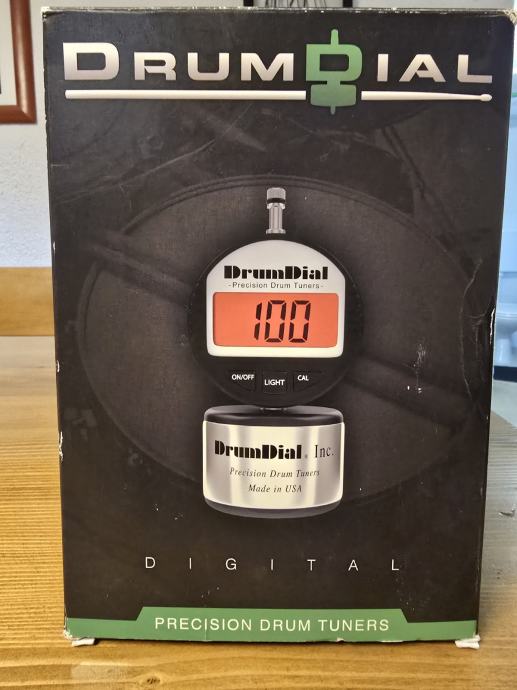 DRUMDIAL
DrumDial
-Precision Drum Tuners-
100
ON/OFF LIGHT CAL
DrumDial, Inc.
Precision Drum Tuners
Made in USA
DIGITAL
PRECISION DRUM TUNERS